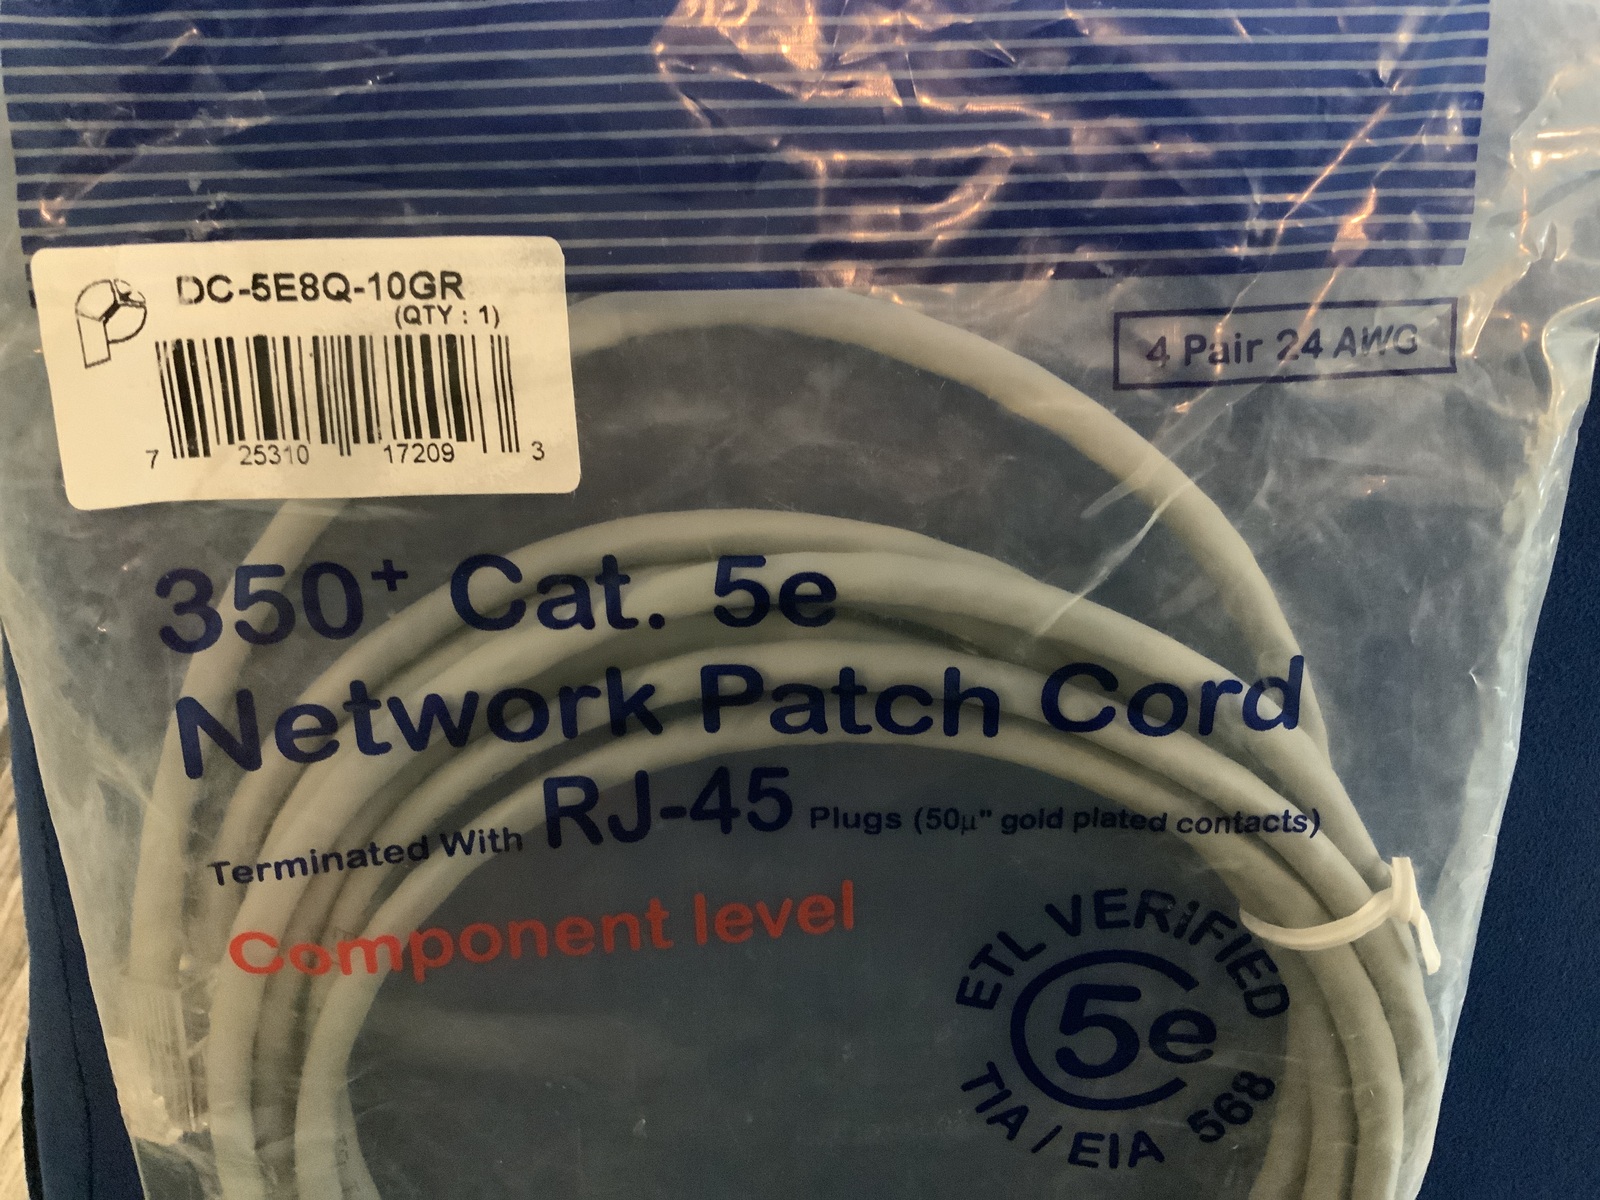 DC-5E8Q-10GR
(QTY : 1)
7 25310 17209 3
4 Pair 24 AWG
350+ Cat. 5e
Network Patch Cord
Terminated With RJ-45 Plugs (50µ" gold plated contacts)
Component level
ETL VERIFIED
5e
TIA / EIA 568